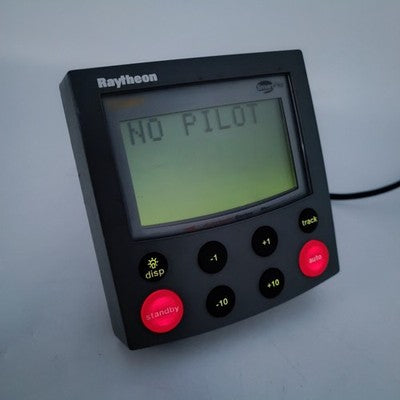 Raytheon
NO PILOT
disp
-1
+1
track
standby
-10
+10
auto